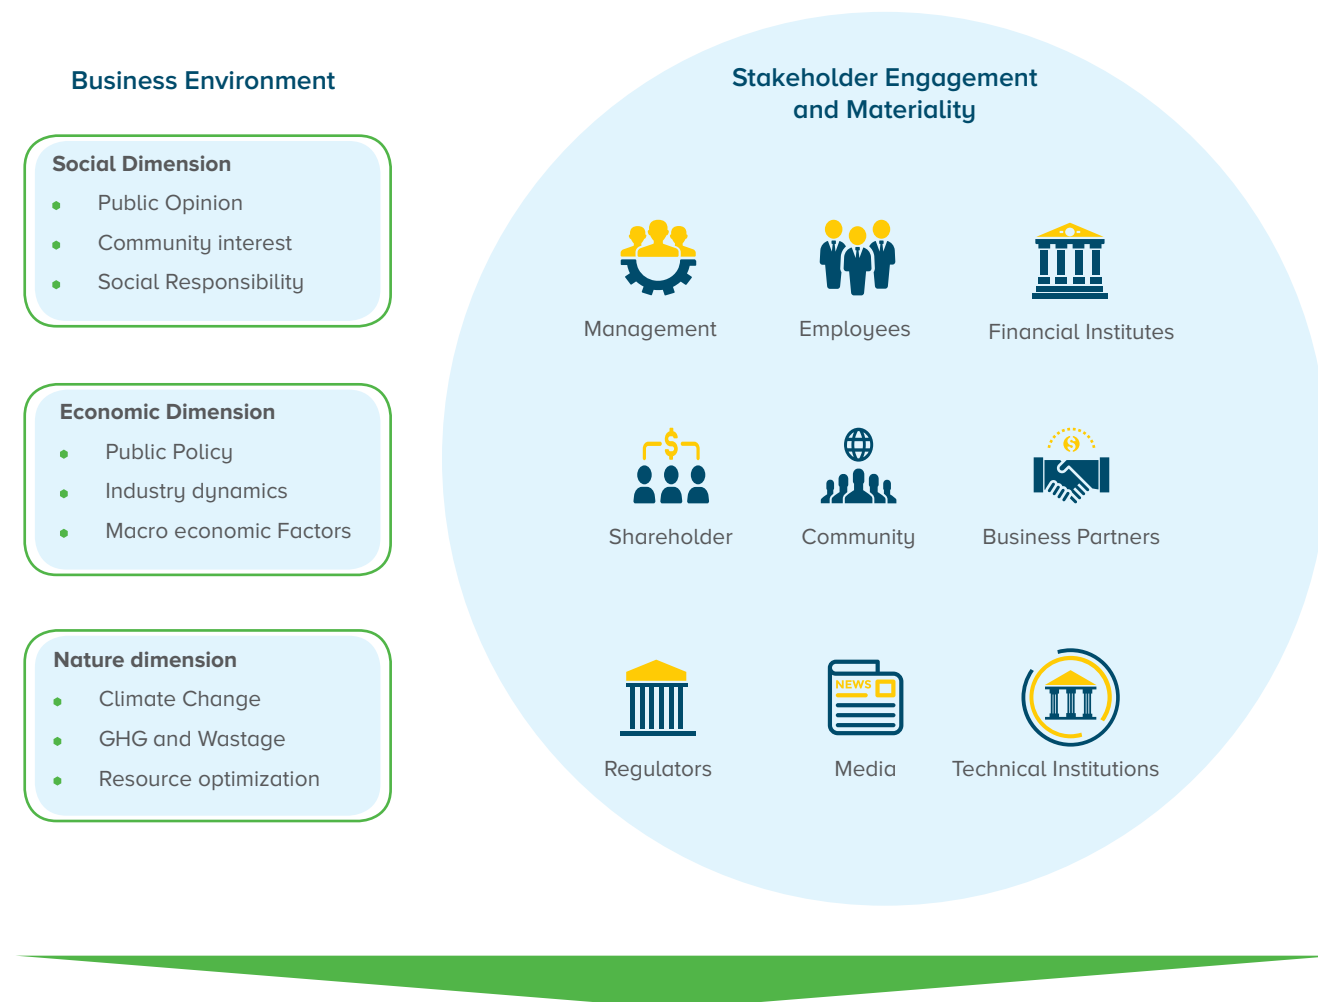 Business Environment
Social Dimension
Public Opinion
Community interest
Social Responsibility
Economic Dimension
Public Policy
Industry dynamics
Macro economic Factors
Nature dimension
Climate Change
GHG and Wastage
Resource optimization
Stakeholder Engagement
and Materiality
Management
Employees
Financial Institutes
Shareholder
Community
Business Partners
NEWS
Regulators
Media
Technical Institutions